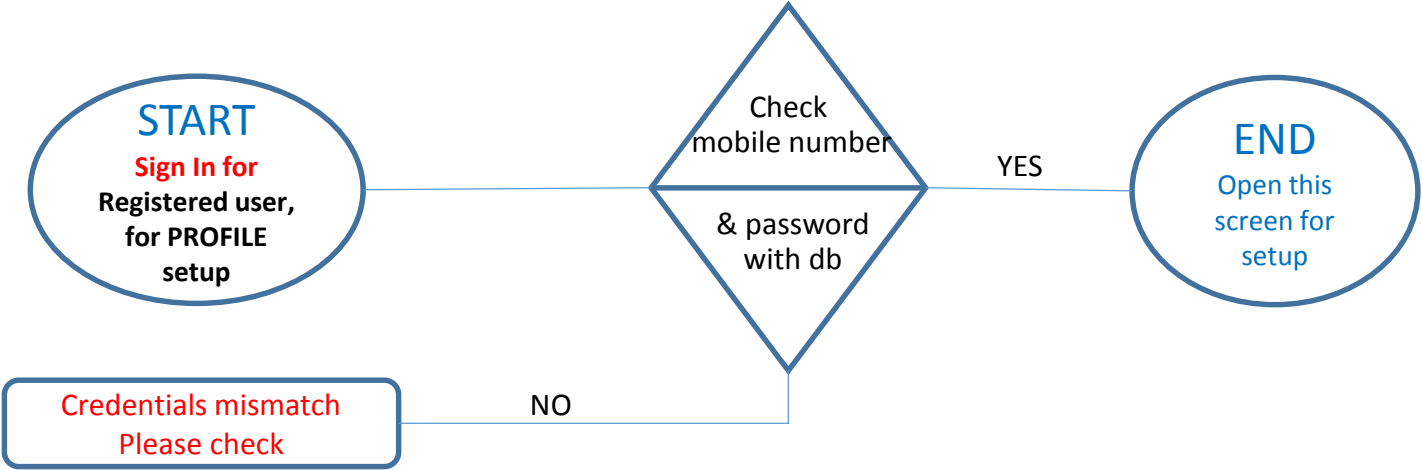 START
Sign In for
Registered user,
for PROFILE
setup
Check
mobile number
& password
with db
YES
END
Open this
screen for
setup
NO
Credentials mismatch
Please check